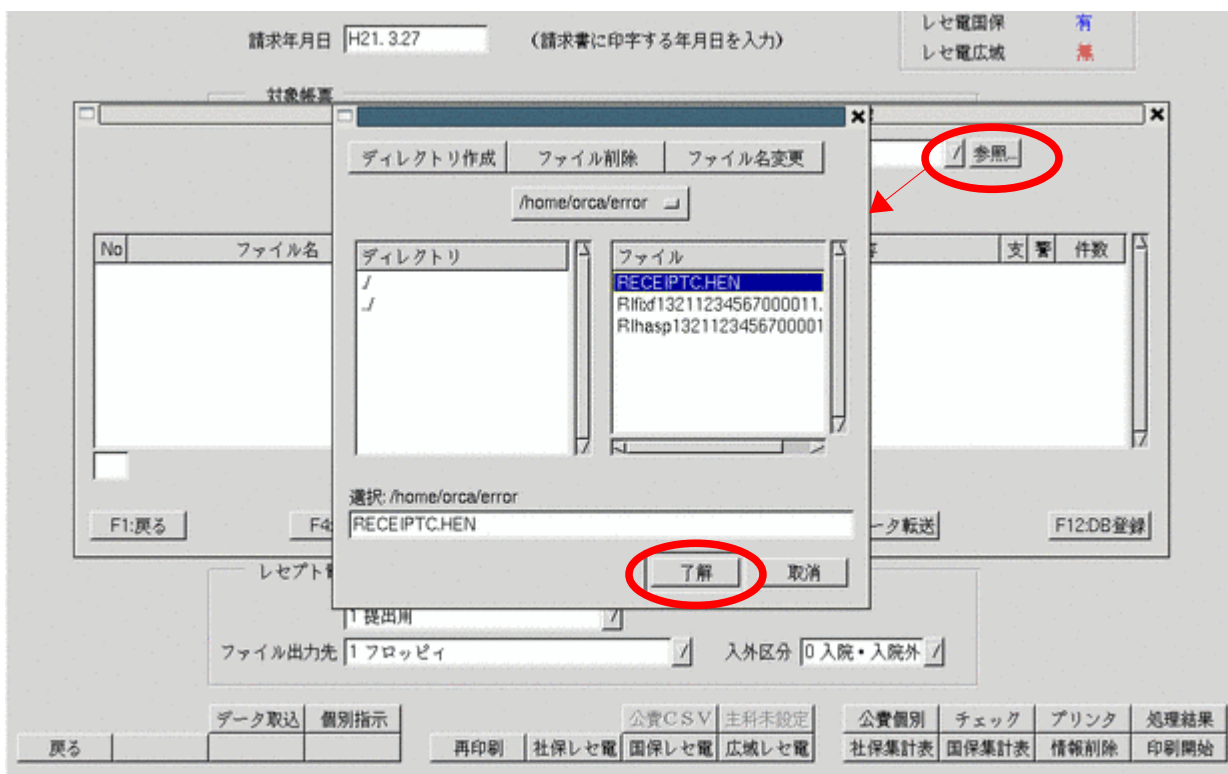 レセ電国保 有
請求年月日 H21. 3.27 (請求書に印字する年月日を入力)
レセ電広域 無
対象帳票
参照...
ディレクトリ作成 ファイル削除 ファイル名変更
/home/orca/error
No ファイル名
支 警 件数
ディレクトリ ファイル
./ RECEIPTC.HEN
../ RIfixf13211234567000011.
RIhasp1321123456700001
選択: /home/orca/error
RECEIPTC.HEN
F1:戻る F4: ータ転送 F12:DB登録
了解 取消
レセプト
1 提出用
ファイル出力先 1 フロッピィ 入外区分 0 入院・入院外
データ取込 個別指示 公費CSV 主科未設定 公費個別 チェック プリンタ 処理結果
戻る 再印刷 社保レセ電 国保レセ電 広域レセ電 社保集計表 国保集計表 情報削除 印刷開始